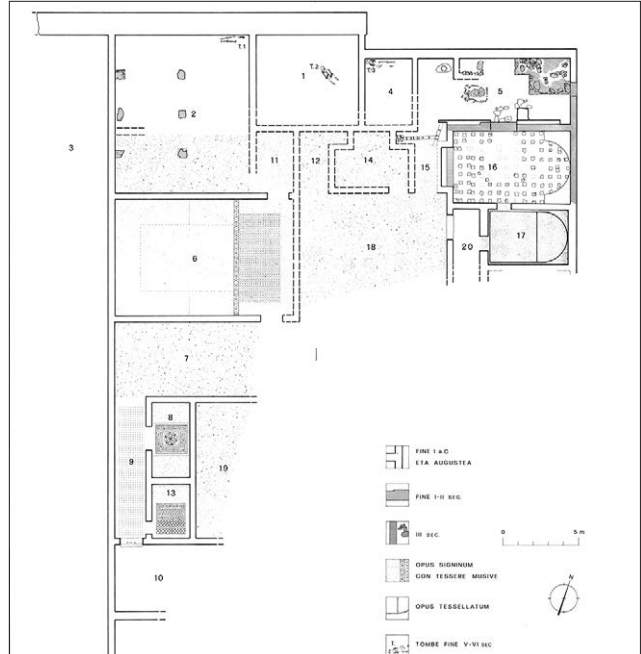 T.1
1
T.2
T.3
4
5
2
3
11
12
14
15
16
6
18
20
17
7
8
9
19
13
10
FINE I a C
ETA AUGUSTEA
FINE I-II SEC.
III SEC.
OPUS SIGNINUM
CON TESSERE MUSIVE
OPUS TESSELLATUM
T.
TOMBE FINE V-VI SEC
0 5 m
N